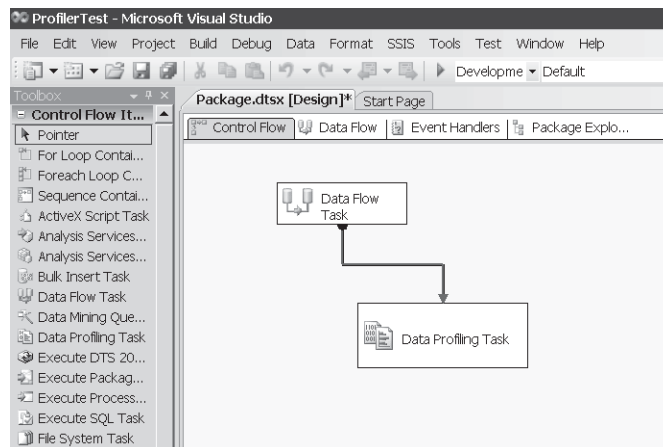 ProfilerTest - Microsoft Visual Studio
File Edit View Project Build Debug Data Format SSIS Tools Test Window Help
Developme Default
Toolbox
Package.dtsx [Design]* Start Page
Control Flow It...
Control Flow Data Flow Event Handlers Package Explo...
Pointer
For Loop Contai...
Foreach Loop C...
Sequence Contai...
ActiveX Script Task
Analysis Services...
Analysis Services...
Bulk Insert Task
Data Flow Task
Data Mining Que...
Data Profiling Task
Execute DTS 20...
Execute Packag...
Execute Process...
Execute SQL Task
File System Task
Data Flow
Task
Data Profiling Task